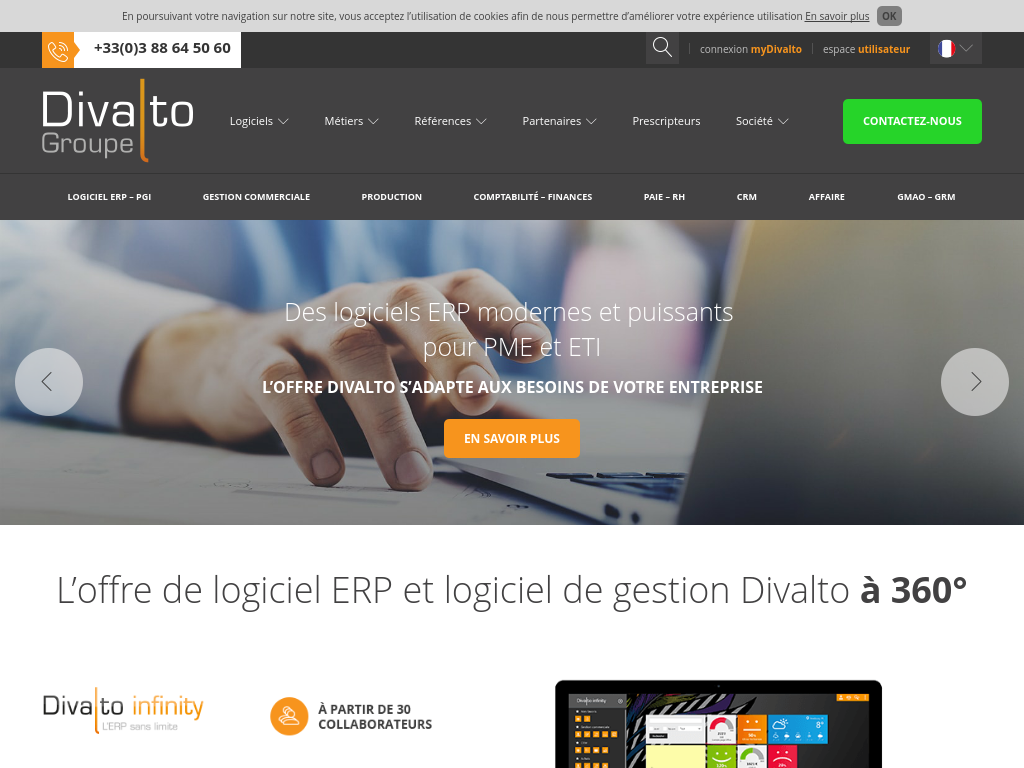 En poursuivant votre navigation sur notre site, vous acceptez l’utilisation de cookies afin de nous permettre d’améliorer votre expérience utilisation En savoir plus OK
+33(0)3 88 64 50 60
connexion myDivalto
espace utilisateur
Divalto
Groupe
Logiciels
Métiers
Références
Partenaires
Prescripteurs
Société
CONTACTEZ-NOUS
LOGICIEL ERP – PGI
GESTION COMMERCIALE
PRODUCTION
COMPTABILITÉ – FINANCES
PAIE – RH
CRM
AFFAIRE
GMAO – GRM
Des logiciels ERP modernes et puissants
pour PME et ETI
L’OFFRE DIVALTO S’ADAPTE AUX BESOINS DE VOTRE ENTREPRISE
EN SAVOIR PLUS
L’offre de logiciel ERP et logiciel de gestion Divalto à 360°
Divalto infinity
L'ERP sans limite
À PARTIR DE 30
COLLABORATEURS
Divalto infinity
8°